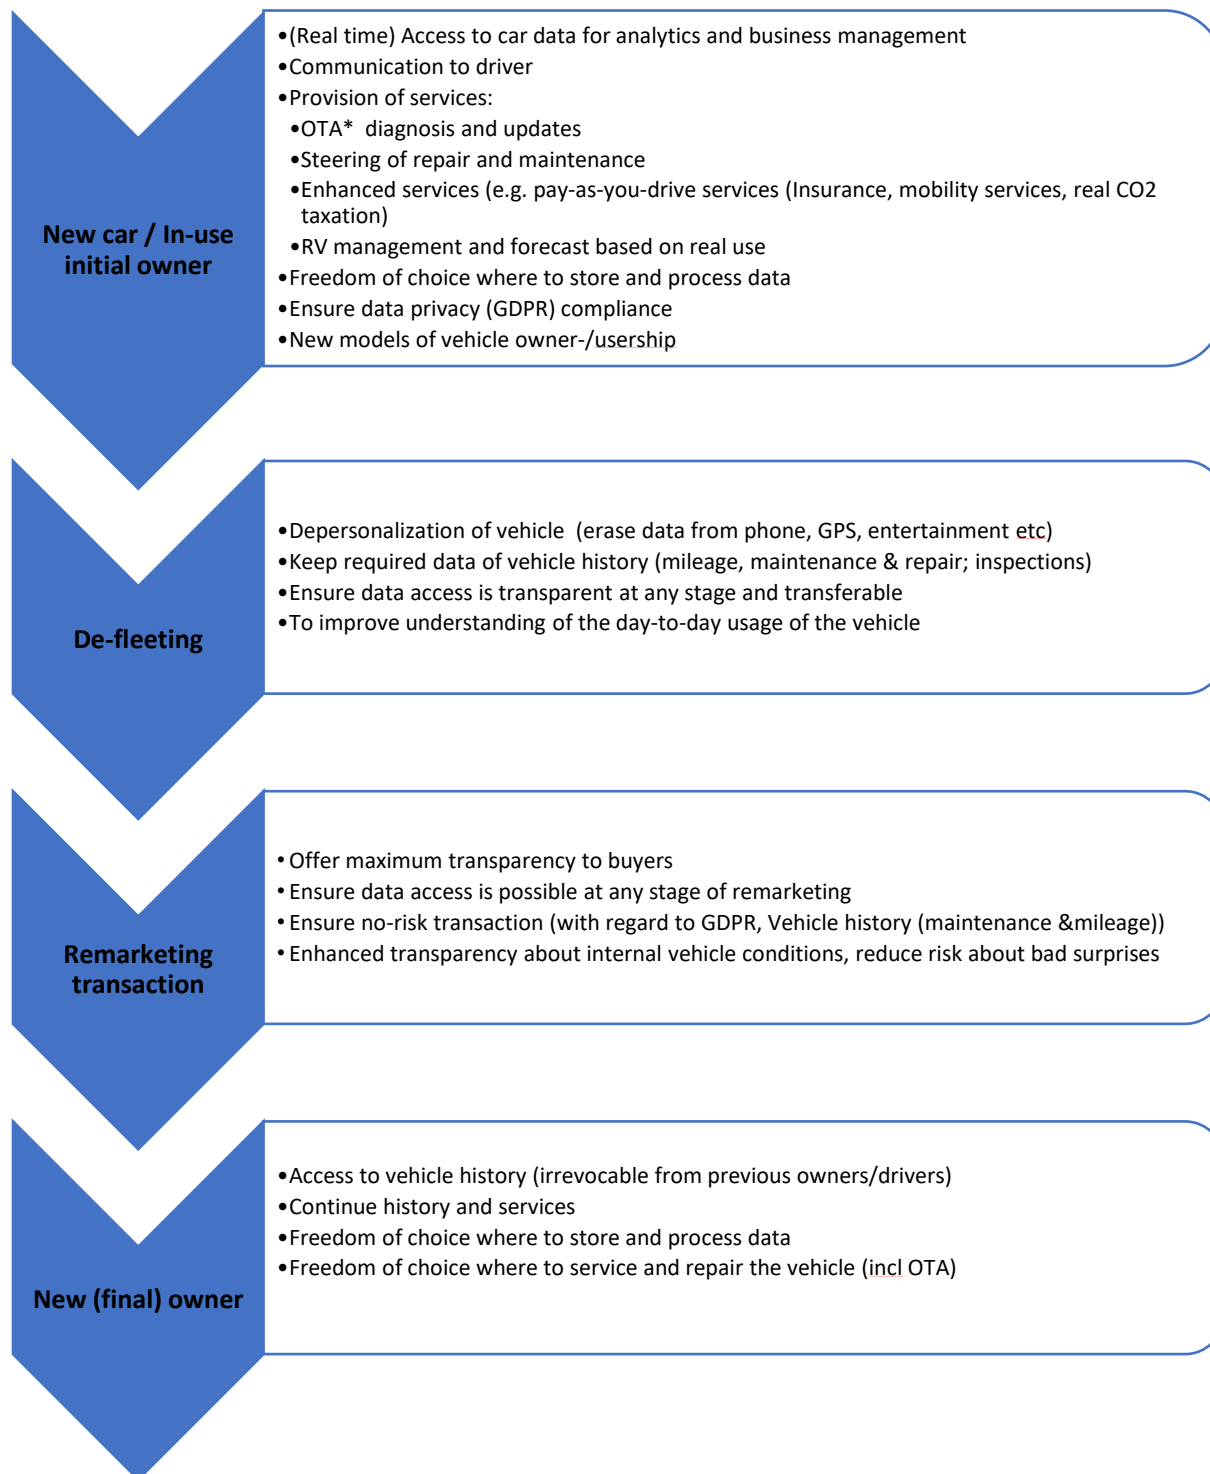 New car / In-use
initial owner
•(Real time) Access to car data for analytics and business management
•Communication to driver
•Provision of services:
•OTA*  diagnosis and updates
•Steering of repair and maintenance
•Enhanced services (e.g. pay-as-you-drive services (Insurance, mobility services, real CO2
taxation)
•RV management and forecast based on real use
•Freedom of choice where to store and process data
•Ensure data privacy (GDPR) compliance
•New models of vehicle owner-/usership
De-fleeting
•Depersonalization of vehicle  (erase data from phone, GPS, entertainment etc)
•Keep required data of vehicle history (mileage, maintenance & repair; inspections)
•Ensure data access is transparent at any stage and transferable
•To improve understanding of the day-to-day usage of the vehicle
Remarketing
transaction
•Offer maximum transparency to buyers
•Ensure data access is possible at any stage of remarketing
•Ensure no-risk transaction (with regard to GDPR, Vehicle history (maintenance &mileage))
•Enhanced transparency about internal vehicle conditions, reduce risk about bad surprises
New (final) owner
•Access to vehicle history (irrevocable from previous owners/drivers)
•Continue history and services
•Freedom of choice where to store and process data
•Freedom of choice where to service and repair the vehicle (incl OTA)